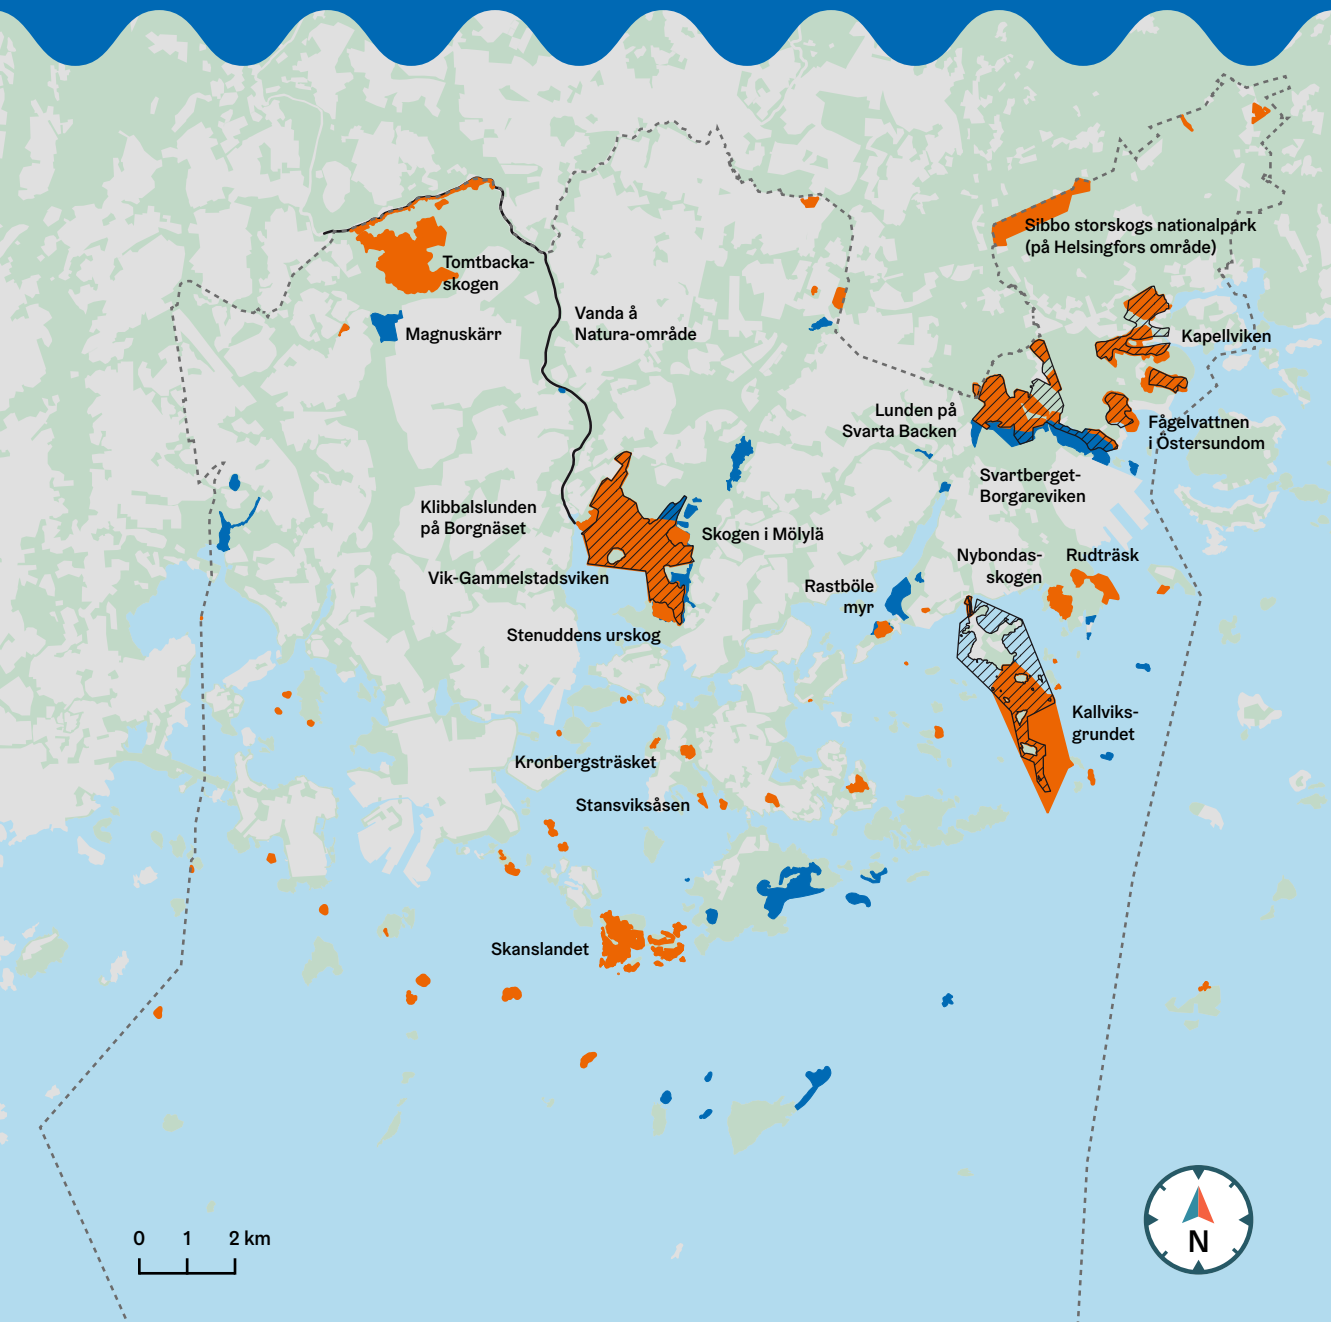 Sibbo storskogs nationalpark
(på Helsingfors område)
Tomtbacka-
skogen
Vanda å
Natura-område
Magnuskärr
Kapellviken
Lunden på
Svarta Backen
Fågelvattnen
i Östersundom
Svartberget-
Borgareviken
Klibbalslunden
på Borgnäset
Skogen i Mölylä
Nybondas-
skogen
Rudträsk
Vik-Gammelstadsviken
Rastböle
myr
Stenuddens urskog
Kallviks-
grundet
Kronbergsträsket
Stansviksåsen
Skanslandet
0 1 2 km
N